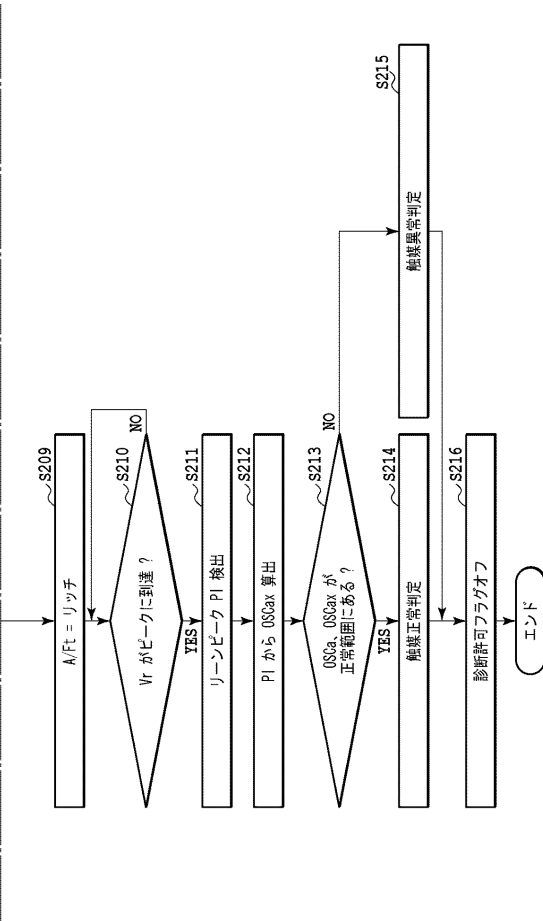 S209
A/Ft = リッチ
S210
Vr がピークに到達 ?
NO
YES
S211
リーンピーク Pl 検出
S212
Pl から OSCax 算出
S213
OSCa、OSCax が
正常範囲にある ?
NO
YES
S214
触媒正常判定
S215
触媒異常判定
S216
診断許可フラグオフ
エンド